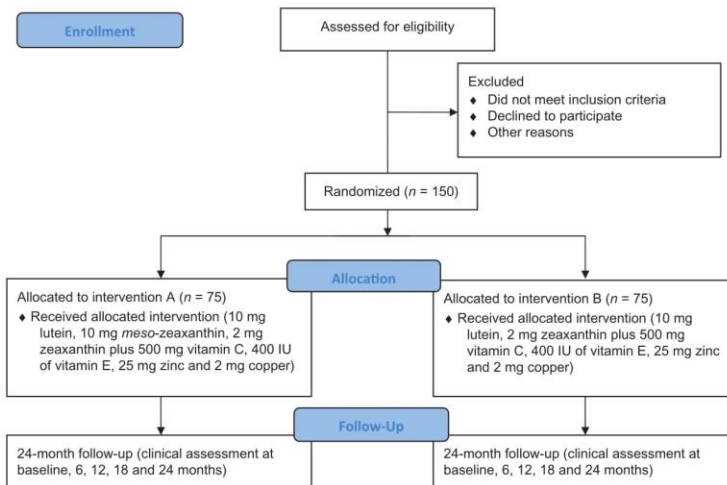 Enrollment
Assessed for eligibility
Excluded
♦ Did not meet inclusion criteria
♦ Declined to participate
♦ Other reasons
Randomized (n = 150)
Allocation
Allocated to intervention A (n = 75)
♦ Received allocated intervention (10 mg
lutein, 10 mg meso-zeaxanthin, 2 mg
zeaxanthin plus 500 mg vitamin C, 400 IU
of vitamin E, 25 mg zinc and 2 mg copper)
Allocated to intervention B (n = 75)
♦ Received allocated intervention (10 mg
lutein, 2 mg zeaxanthin plus 500 mg
vitamin C, 400 IU of vitamin E, 25 mg zinc
and 2 mg copper)
Follow-Up
24-month follow-up (clinical assessment at
baseline, 6, 12, 18 and 24 months)
24-month follow-up (clinical assessment at
baseline, 6, 12, 18 and 24 months)